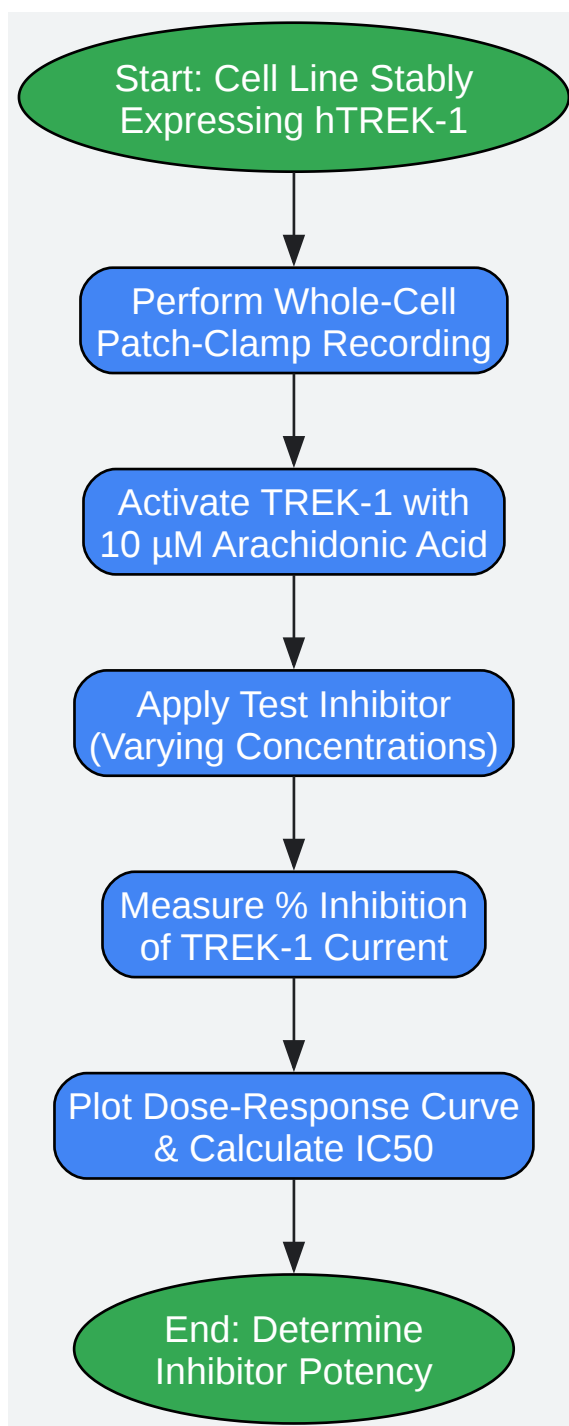 Start: Cell Line Stably
Expressing hTREK-1
Perform Whole-Cell
Patch-Clamp Recording
Activate TREK-1 with
10 µM Arachidonic Acid
Apply Test Inhibitor
(Varying Concentrations)
Measure % Inhibition
of TREK-1 Current
Plot Dose-Response Curve
& Calculate IC50
End: Determine
Inhibitor Potency